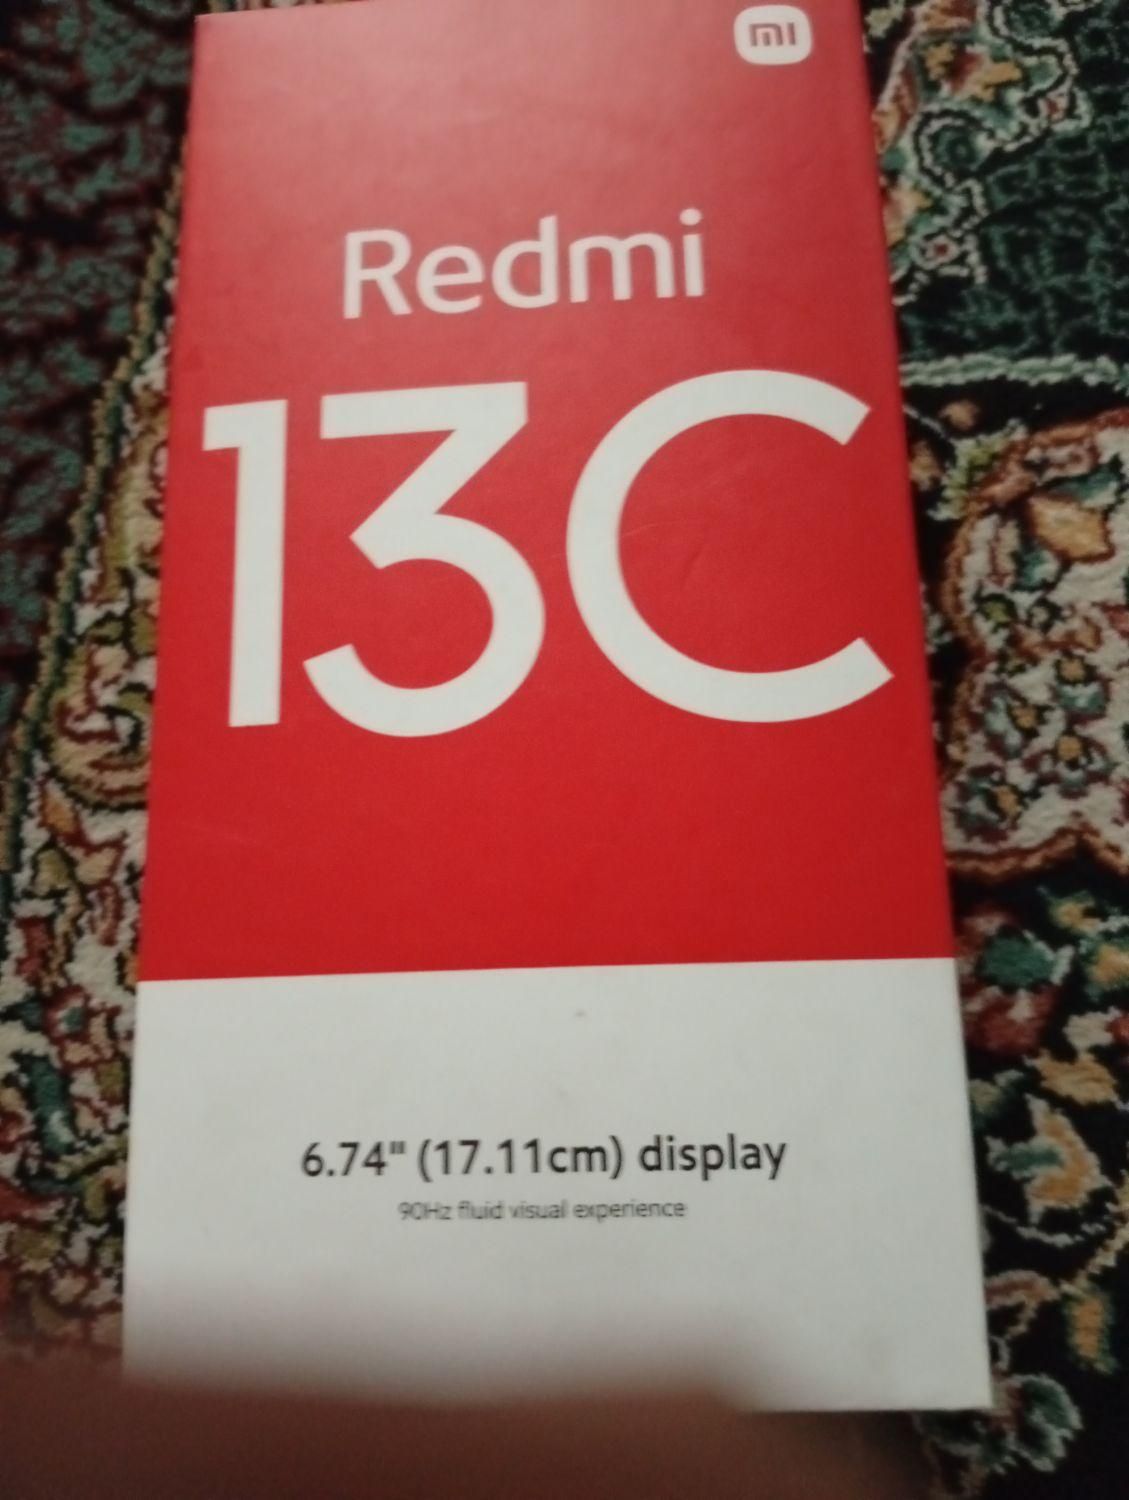 mi
Redmi
13C
6.74" (17.11cm) display
90Hz fluid visual experience